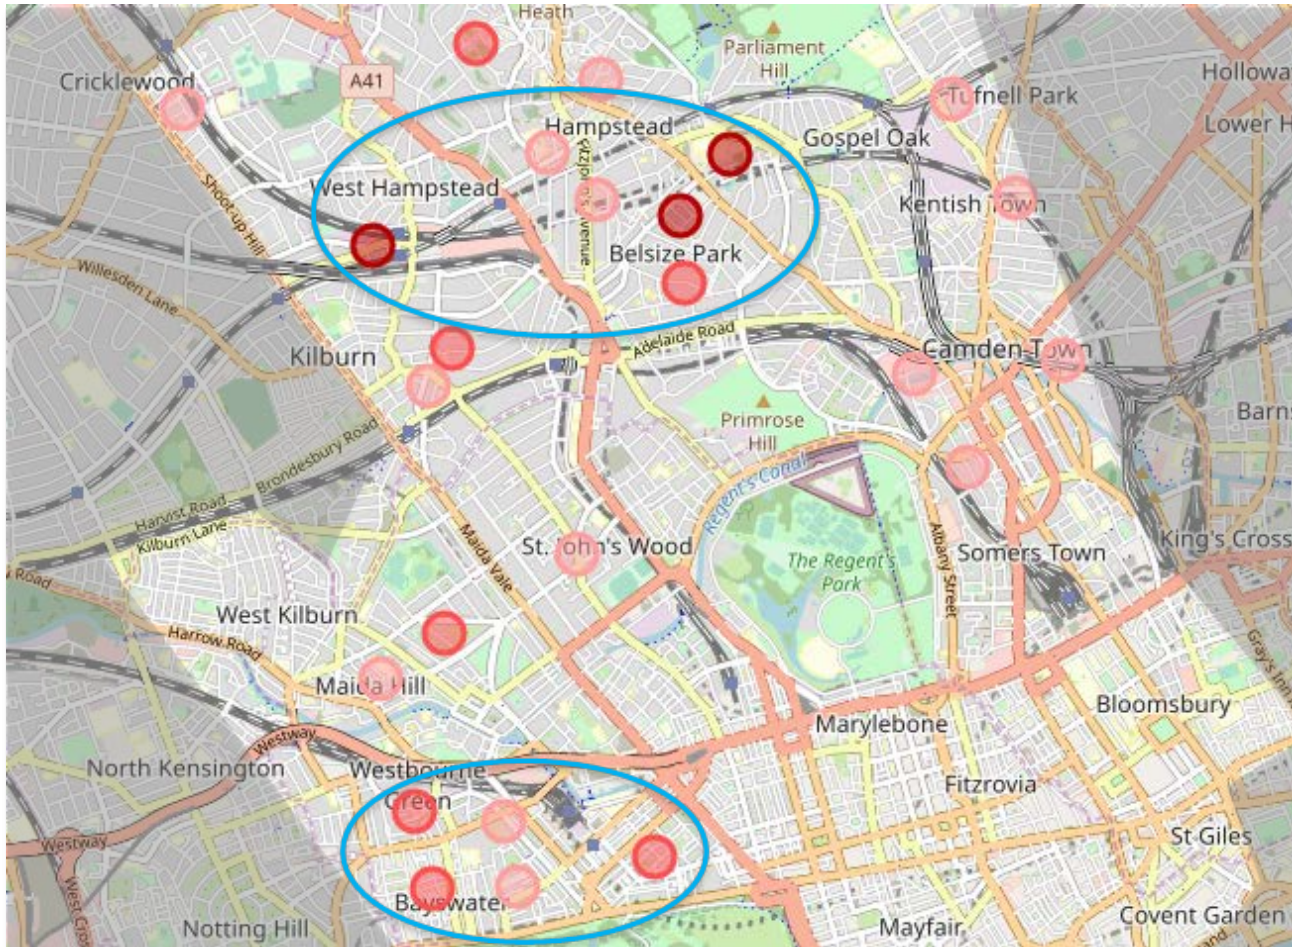 Heath
Parliament
Hill
Cricklewood
A41
Tufnell Park
Hampstead
Gospel Oak
West Hampstead
Shoot-up Hill
Avenue
Kentish Town
Belsize Park
Willesden Lane
Adelaide Road
Kilburn
Camden Town
Primrose
Hill
Brondesbury Road
Regent's Canal
Harvist Road
Kilburn Lane
Maida Vale
St. John's Wood
The Regent's
Park
Albany Street
Somers Town
King's Cross
Road
West Kilburn
Harrow Road
Maida Hill
Bloomsbury
Marylebone
Westway
North Kensington
Westbourne
Green
Fitzrovia
Westway
St Giles
Bayswater
Notting Hill
Mayfair
Covent Garden